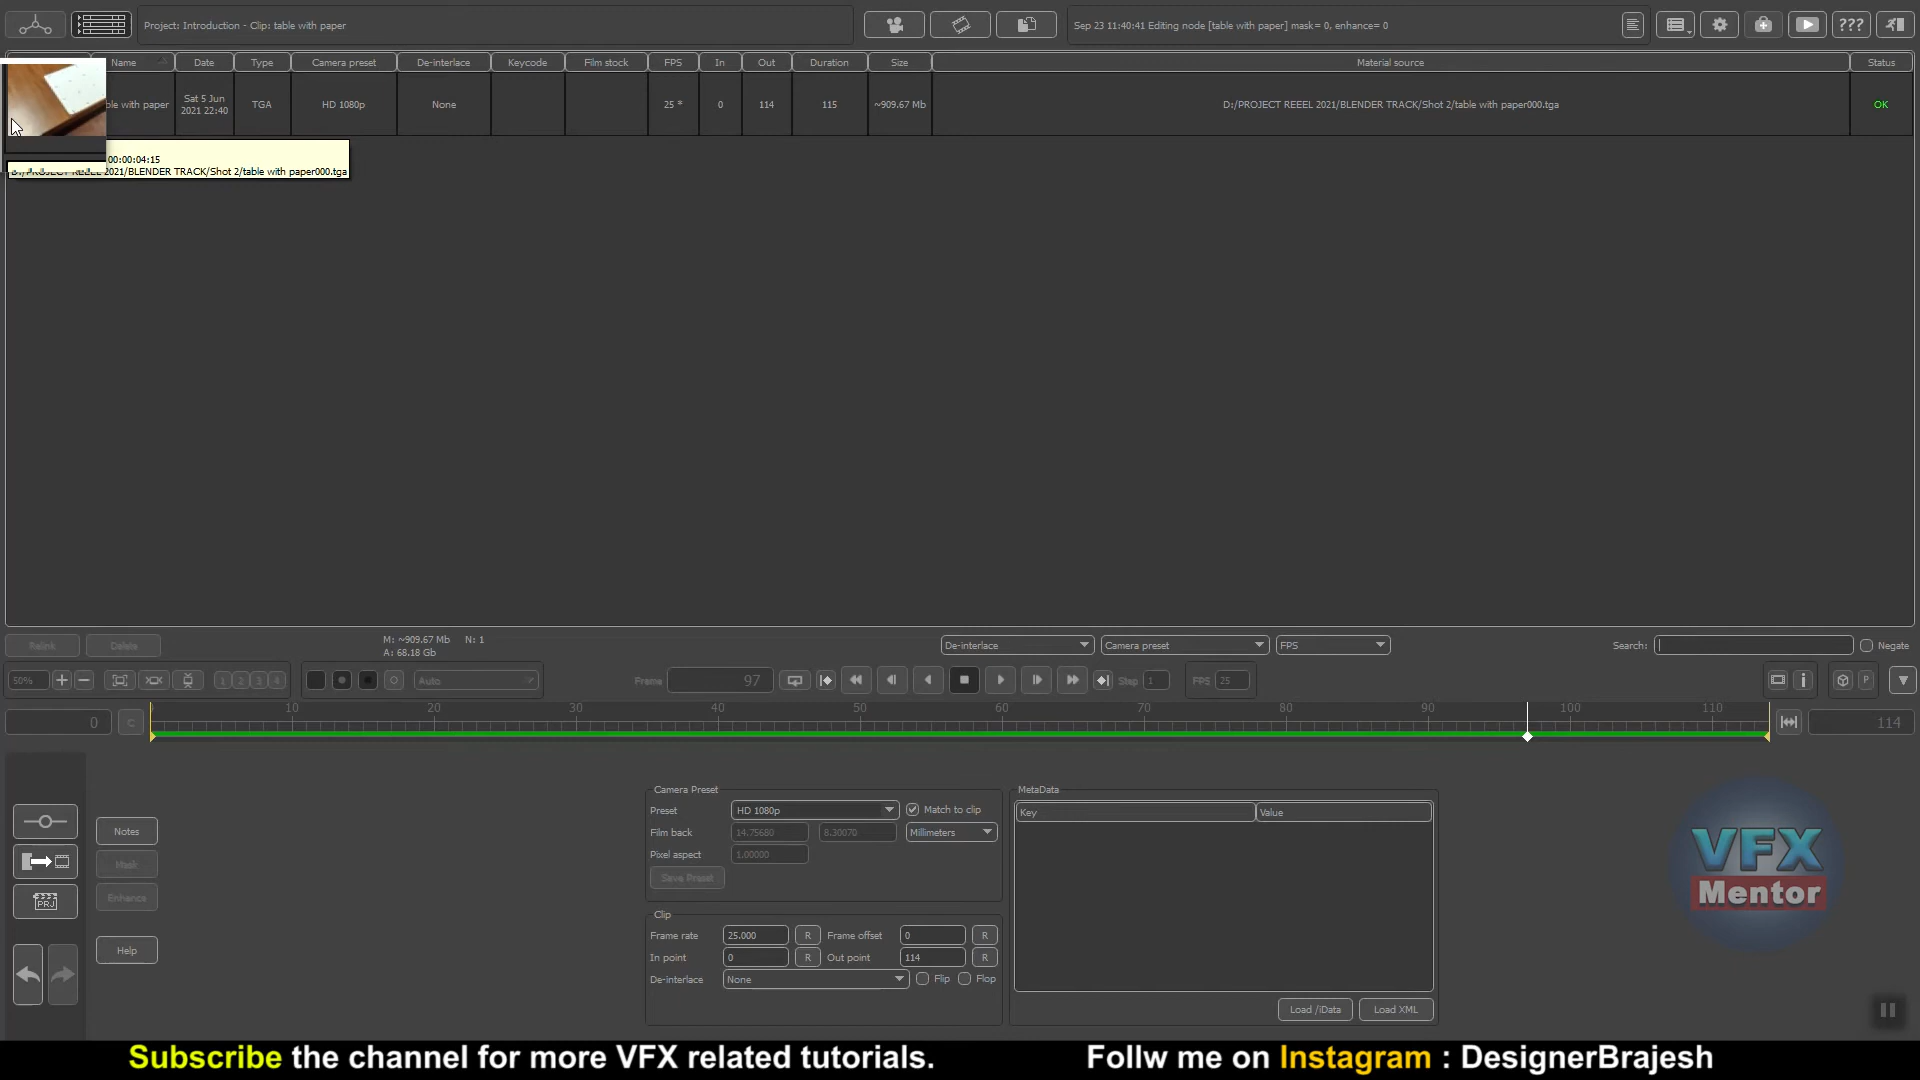 Project: Introduction - Clip: table with paper
Sep 23 11:40:41 Editing node [table with paper] mask= 0, enhance= 0
???
Name Date Type Camera preset De-interlace Keycode Film stock FPS In Out Duration Size Material source Status
ble with paper Sat 5 Jun 2021 22:40 TGA HD 1080p None 25 * 0 114 115 ~909.67 Mb D:/PROJECT REEEL 2021/BLENDER TRACK/Shot 2/table with paper000.tga OK
00:00:04:15
D:/PROJECT REEEL 2021/BLENDER TRACK/Shot 2/table with paper000.tga
Relink Delete M: ~909.67 Mb N: 1 De-interlace Camera preset FPS Search: Negate
A: 68.18 Gb
50% 1 2 3 4 Auto Frame 97 Step 1 FPS 25 P
0 C 10 20 30 40 50 60 70 80 90 100 110 114
Camera Preset
Preset HD 1080p Match to clip
Film back 14.75680 8.30070 Millimeters
Pixel aspect 1.00000
Save Preset
MetaData
Key Value
Load /iData Load XML
Clip
Frame rate 25.000 R Frame offset 0 R
In point 0 R Out point 114 R
De-interlace None Flip Flop
PRJ
Notes
Mask
Enhance
Help
VFX
Mentor
Subscribe the channel for more VFX related tutorials. Follw me on Instagram : DesignerBrajesh